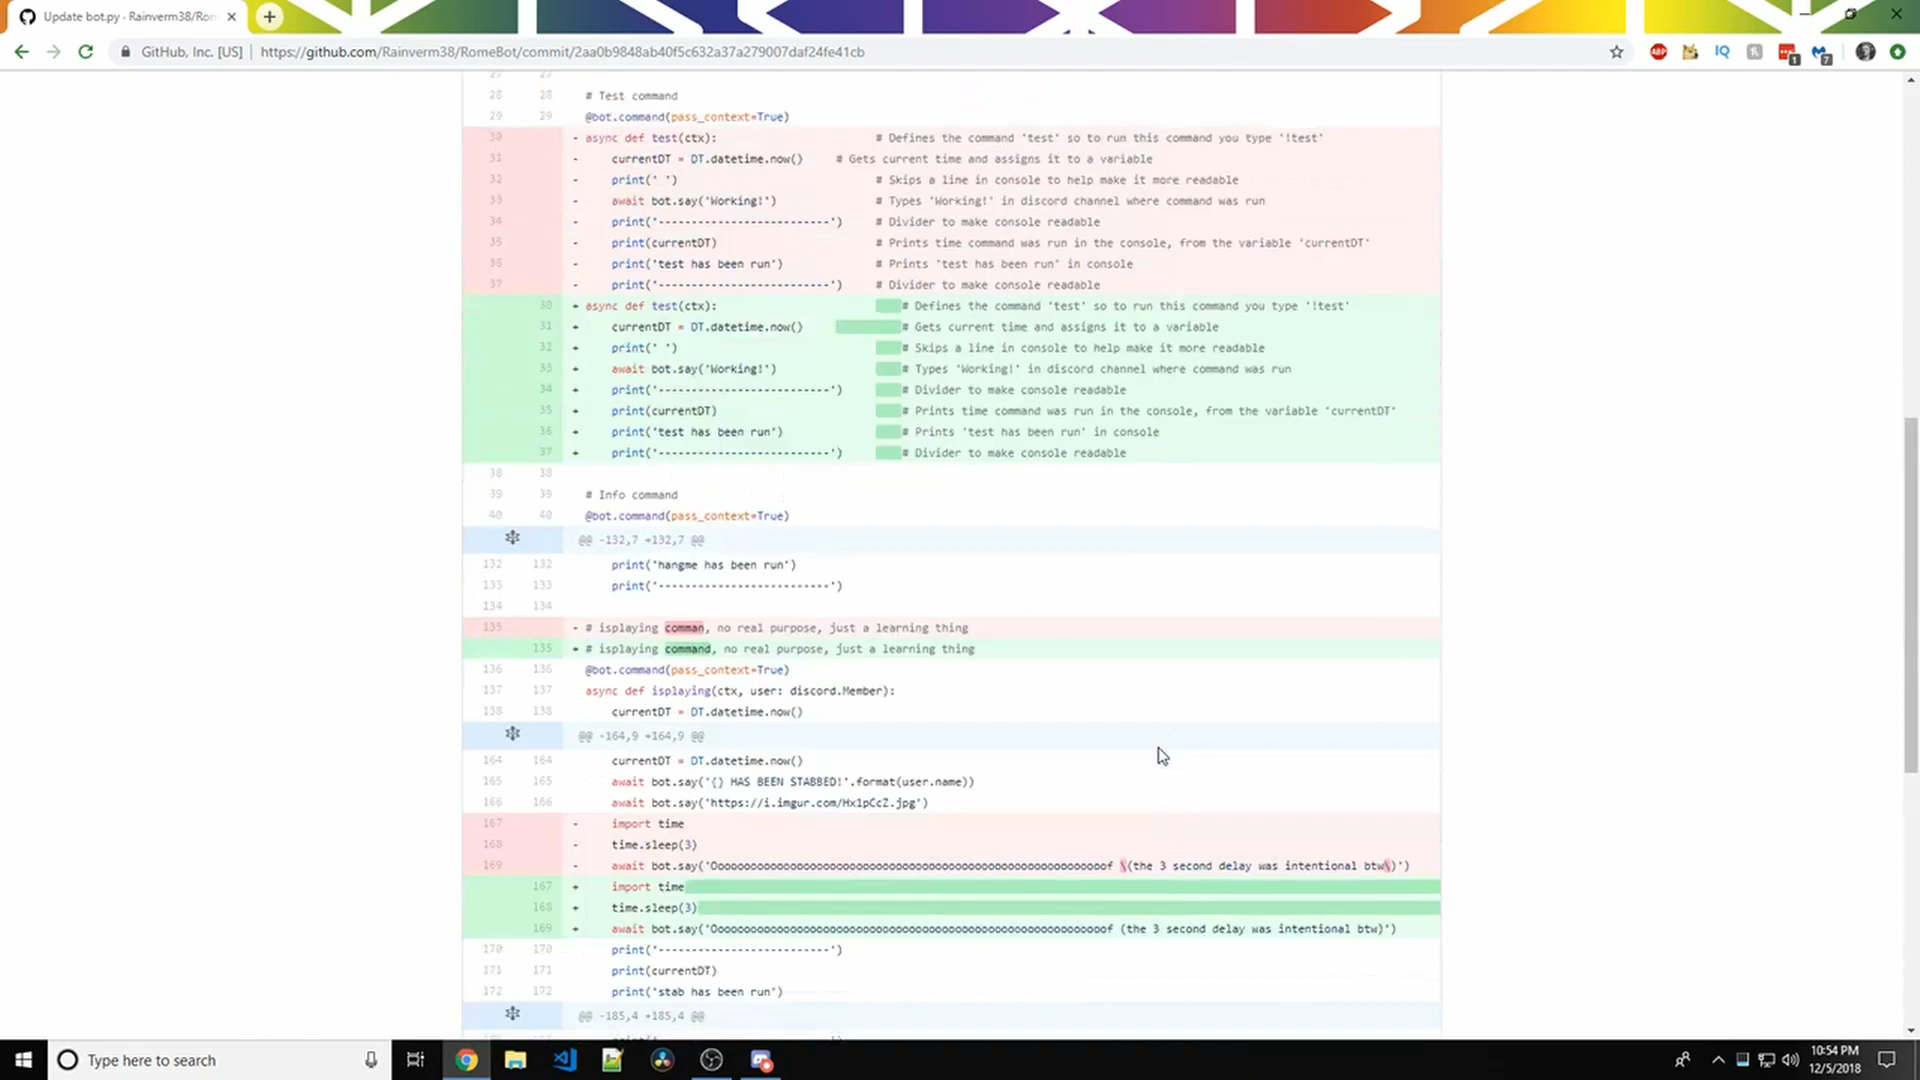 Update bot.py - Rainverm38/Rom
GitHub, Inc. [US] | https://github.com/Rainverm38/RomeBot/commit/2aa0b9848ab40f5c632a37a279007daf24fe41cb
ABP IQ 1 7
27 27
28 28 # Test command
29 29 @bot.command(pass_context=True)
30 - async def test(ctx): # Defines the command 'test' so to run this command you type '!test'
31 - currentDT = DT.datetime.now() # Gets current time and assigns it to a variable
32 - print(' ') # Skips a line in console to help make it more readable
33 - await bot.say('Working!') # Types 'Working!' in discord channel where command was run
34 - print('--------------------------') # Divider to make console readable
35 - print(currentDT) # Prints time command was run in the console, from the variable 'currentDT'
36 - print('test has been run') # Prints 'test has been run' in console
37 - print('--------------------------') # Divider to make console readable
30 + async def test(ctx): # Defines the command 'test' so to run this command you type '!test'
31 + currentDT = DT.datetime.now() # Gets current time and assigns it to a variable
32 + print(' ') # Skips a line in console to help make it more readable
33 + await bot.say('Working!') # Types 'Working!' in discord channel where command was run
34 + print('--------------------------') # Divider to make console readable
35 + print(currentDT) # Prints time command was run in the console, from the variable 'currentDT'
36 + print('test has been run') # Prints 'test has been run' in console
37 + print('--------------------------') # Divider to make console readable
38 38
39 39 # Info command
40 40 @bot.command(pass_context=True)
@@ -132,7 +132,7 @@
132 132 print('hangme has been run')
133 133 print('--------------------------')
134 134
135 - # isplaying comman, no real purpose, just a learning thing
135 + # isplaying command, no real purpose, just a learning thing
136 136 @bot.command(pass_context=True)
137 137 async def isplaying(ctx, user: discord.Member):
138 138 currentDT = DT.datetime.now()
@@ -164,9 +164,9 @@
164 164 currentDT = DT.datetime.now()
165 165 await bot.say('{} HAS BEEN STABBED!'.format(user.name))
166 166 await bot.say('https://i.imgur.com/Hx1pCcZ.jpg')
167 - import time
168 - time.sleep(3)
169 - await bot.say('Ooooooooooooooooooooooooooooooooooooooooooooooooooooooooooooof \(the 3 second delay was intentional btw\)')
167 + import time
168 + time.sleep(3)
169 + await bot.say('Ooooooooooooooooooooooooooooooooooooooooooooooooooooooooooooof (the 3 second delay was intentional btw)')
170 170 print('--------------------------')
171 171 print(currentDT)
172 172 print('stab has been run')
@@ -185,4 +185,4 @@
Type here to search
10:54 PM
12/5/2018